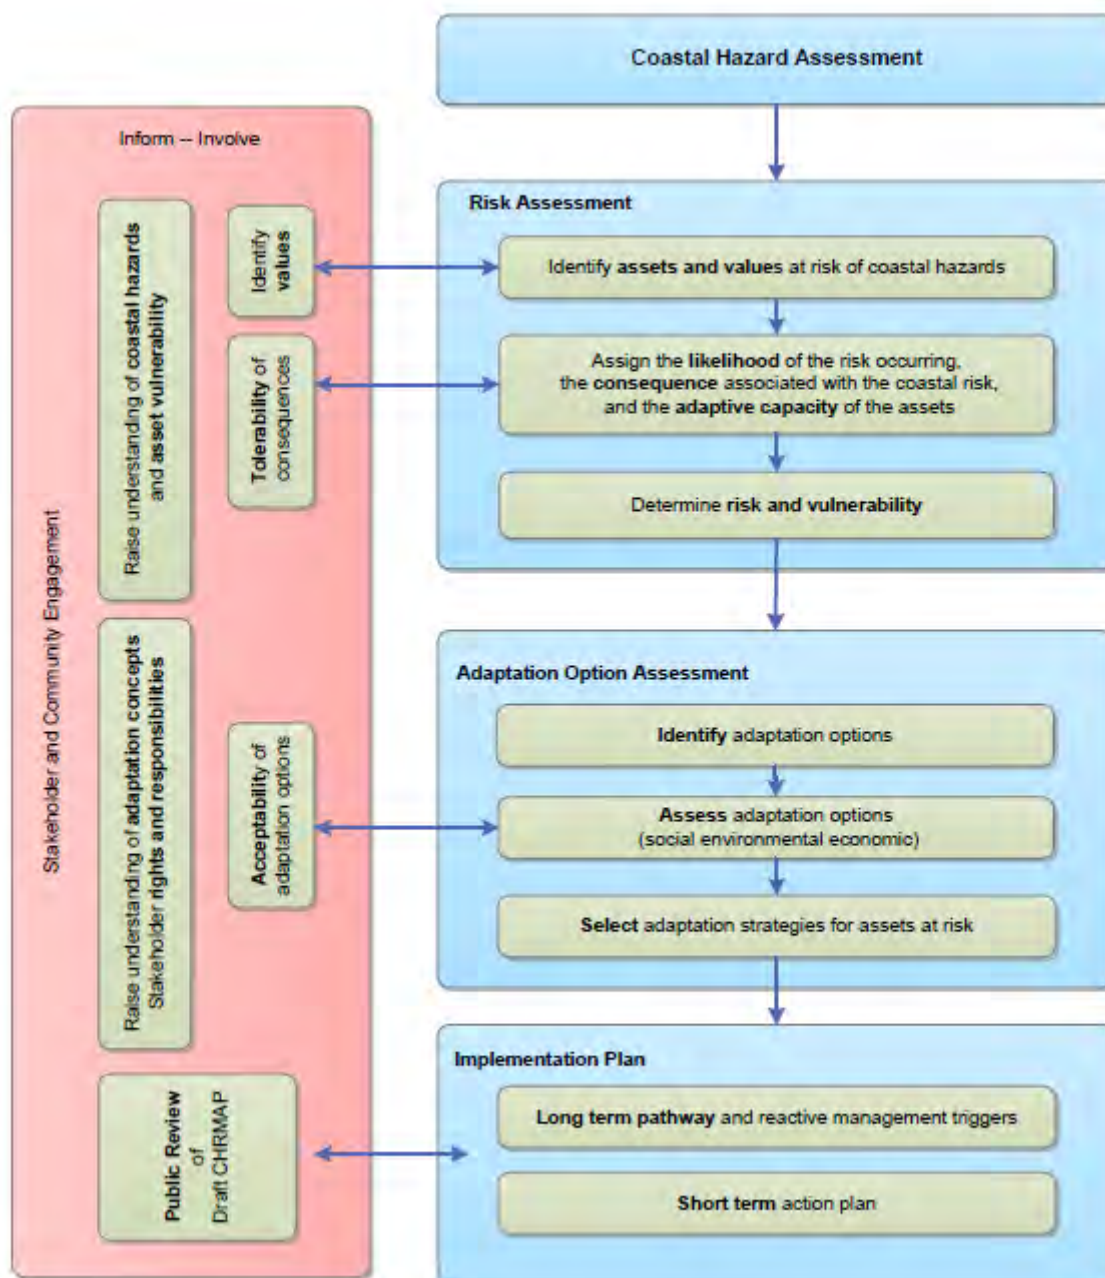 Coastal Hazard Assessment
Inform -- Involve
Stakeholder and Community Engagement
Raise understanding of coastal hazards
and asset vulnerability
Identify
values
Tolerability of
consequences
Raise understanding of adaptation concepts
Stakeholder rights and responsibilities
Acceptability of
adaptation options
Public Review
of
Draft CHRMAP
Risk Assessment
Identify assets and values at risk of coastal hazards
Assign the likelihood of the risk occurring,
the consequence associated with the coastal risk,
and the adaptive capacity of the assets
Determine risk and vulnerability
Adaptation Option Assessment
Identify adaptation options
Assess adaptation options
(social environmental economic)
Select adaptation strategies for assets at risk
Implementation Plan
Long term pathway and reactive management triggers
Short term action plan